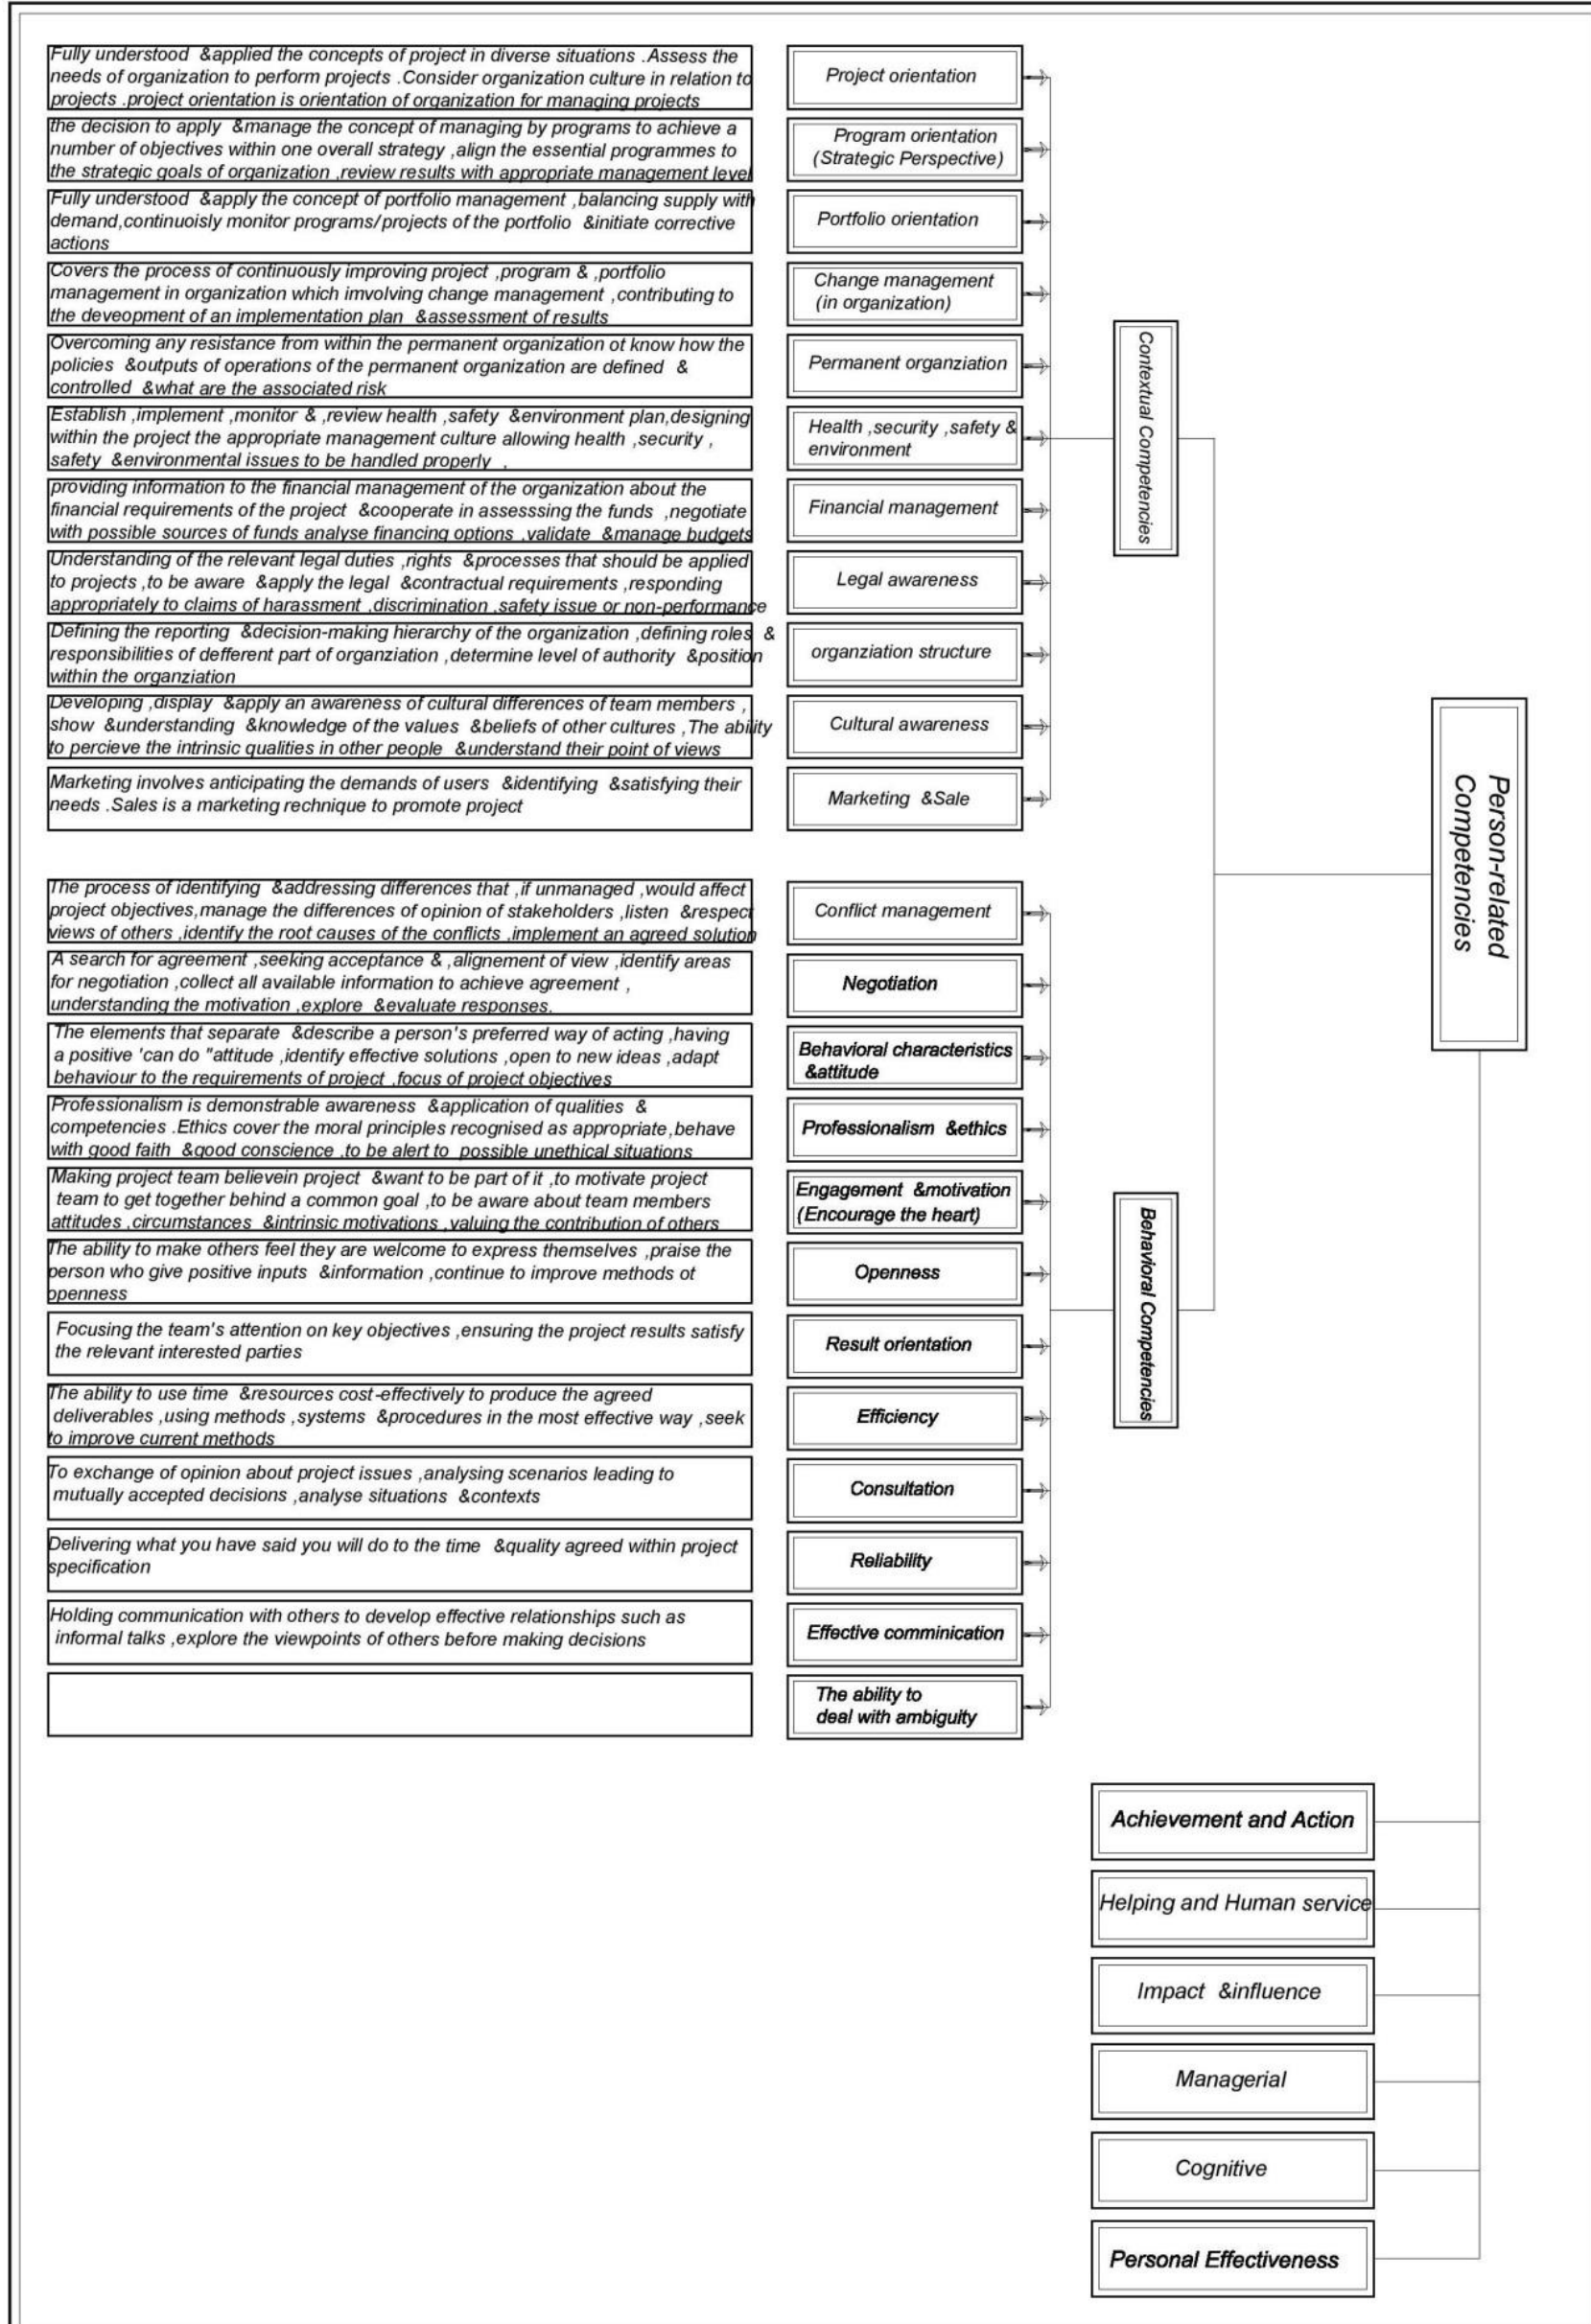 Fully understood &applied the concepts of project in diverse situations .Assess the
needs of organization to perform projects .Consider organization culture in relation to
projects .project orientation is orientation of organization for managing projects
Project orientation
the decision to apply &manage the concept of managing by programs to achieve a
number of objectives within one overall strategy ,align the essential programmes to
the strategic goals of organization ,review results with appropriate management level
Program orientation
(Strategic Perspective)
Fully understood &apply the concept of portfolio management ,balancing supply with
demand,continuoisly monitor programs/projects of the portfolio &initiate corrective
actions
Portfolio orientation
Covers the process of continuously improving project ,program & ,portfolio
management in organization which imvolving change management ,contributing to
the deveopment of an implementation plan &assessment of results
Change management
(in organization)
Overcoming any resistance from within the permanent organization ot know how the
policies &outputs of operations of the permanent organization are defined &
controlled &what are the associated risk
Permanent organziation
Establish ,implement ,monitor & ,review health ,safety &environment plan,designing
within the project the appropriate management culture allowing health ,security ,
safety &environmental issues to be handled properly .
Health ,security ,safety &
environment
providing information to the financial management of the organization about the
financial requirements of the project &cooperate in assesssing the funds ,negotiate
with possible sources of funds analyse financing options ,validate &manage budgets
Financial management
Understanding of the relevant legal duties ,rights &processes that should be applied
to projects ,to be aware &apply the legal &contractual requirements ,responding
appropriately to claims of harassment ,discrimination ,safety issue or non-performance
Legal awareness
Defining the reporting &decision-making hierarchy of the organization ,defining roles &
responsibilities of defferent part of organziation ,determine level of authority &position
within the organziation
organziation structure
Developing ,display &apply an awareness of cultural differences of team members ,
show &understanding &knowledge of the values &beliefs of other cultures ,The ability
to percieve the intrinsic qualities in other people &understand their point of views
Cultural awareness
Marketing involves anticipating the demands of users &identifying &satisfying their
needs .Sales is a marketing rechnique to promote project
Marketing &Sale
Contextual Competencies
Person-related
Competencies
The process of identifying &addressing differences that ,if unmanaged ,would affect
project objectives,manage the differences of opinion of stakeholders ,listen &respect
views of others ,identify the root causes of the conflicts ,implement an agreed solution
Conflict management
A search for agreement ,seeking acceptance & ,alignement of view ,identify areas
for negotiation ,collect all available information to achieve agreement ,
understanding the motivation ,explore &evaluate responses.
Negotiation
The elements that separate &describe a person's preferred way of acting ,having
a positive 'can do "attitude ,identify effective solutions ,open to new ideas ,adapt
behaviour to the requirements of project ,focus of project objectives
Behavioral characteristics
&attitude
Professionalism is demonstrable awareness &application of qualities &
competencies .Ethics cover the moral principles recognised as appropriate,behave
with good faith &good conscience ,to be alert to possible unethical situations
Professionalism &ethics
Making project team believein project &want to be part of it ,to motivate project
team to get together behind a common goal ,to be aware about team members
attitudes ,circumstances &intrinsic motivations ,valuing the contribution of others
Engagement &motivation
(Encourage the heart)
The ability to make others feel they are welcome to express themselves ,praise the
person who give positive inputs &information ,continue to improve methods ot
openness
Openness
Focusing the team's attention on key objectives ,ensuring the project results satisfy
the relevant interested parties
Result orientation
The ability to use time &resources cost-effectively to produce the agreed
deliverables ,using methods ,systems &procedures in the most effective way ,seek
to improve current methods
Efficiency
To exchange of opinion about project issues ,analysing scenarios leading to
mutually accepted decisions ,analyse situations &contexts
Consultation
Delivering what you have said you will do to the time &quality agreed within project
specification
Reliability
Holding communication with others to develop effective relationships such as
informal talks ,explore the viewpoints of others before making decisions
Effective comminication
The ability to
deal with ambiguity
Behavioral Competencies
Achievement and Action
Helping and Human service
Impact &influence
Managerial
Cognitive
Personal Effectiveness